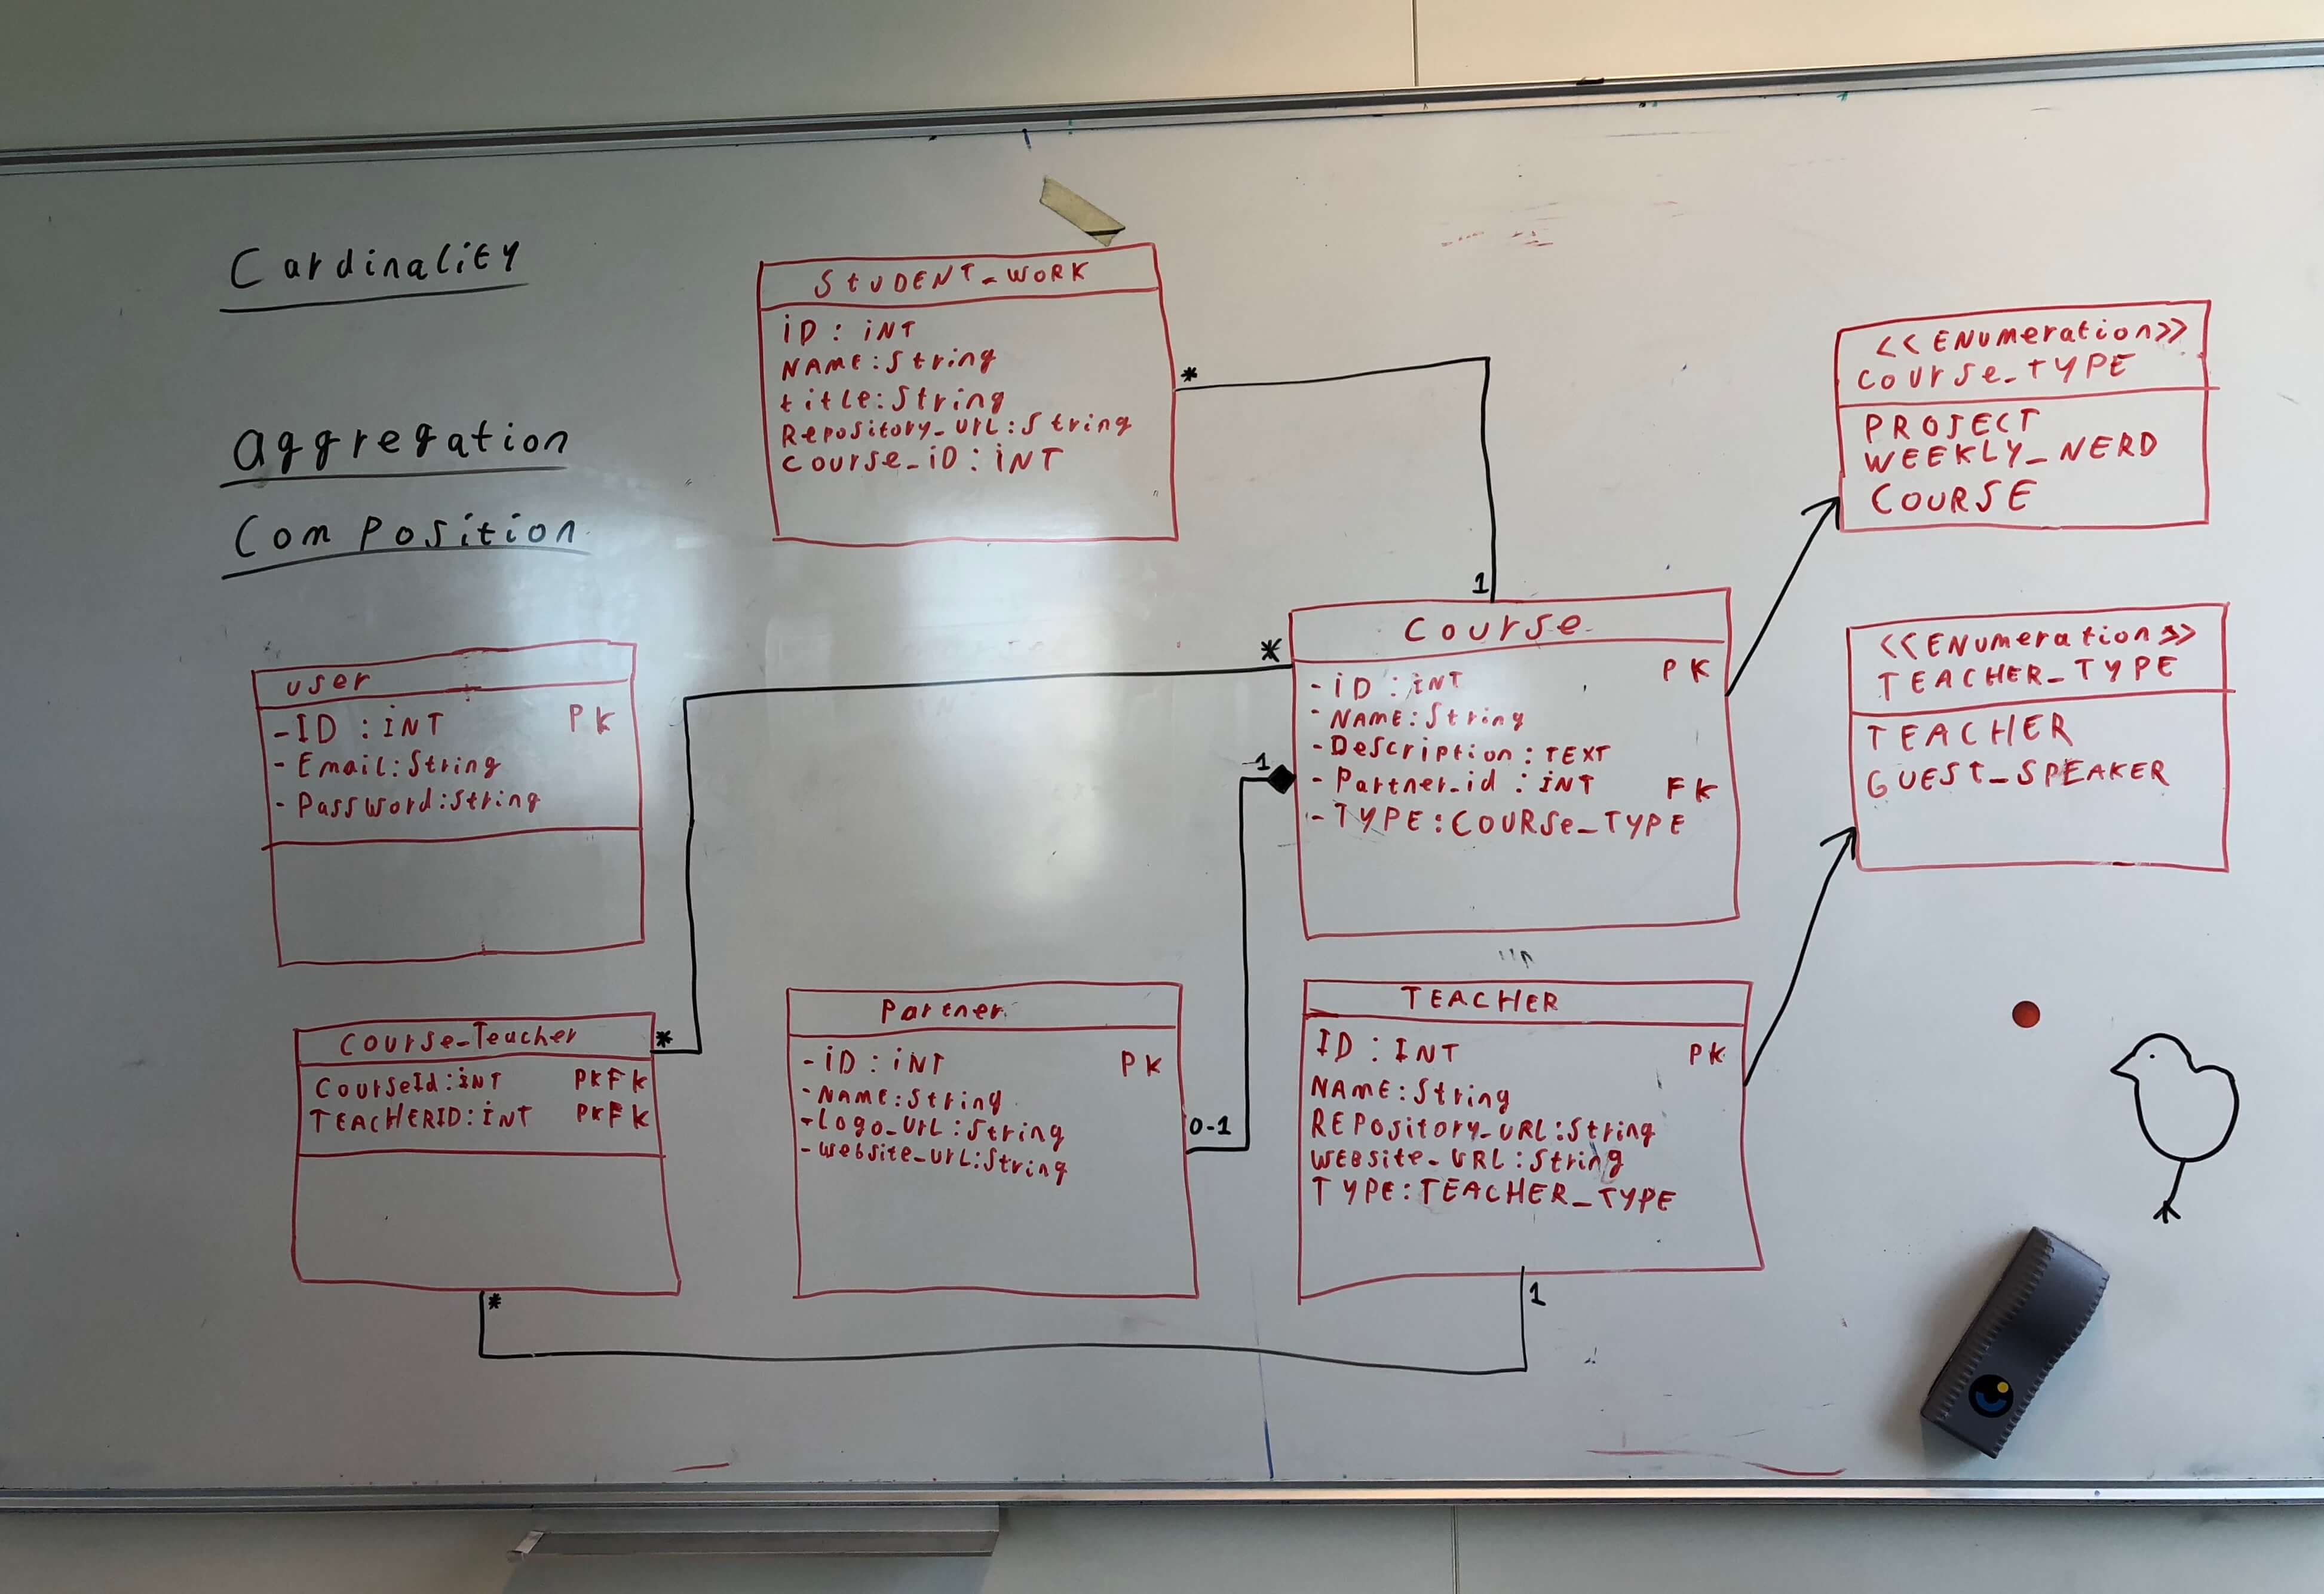 Cardinality
Aggregation
Composition
STUDENT_WORK
iD : iNT
NAME:String
title:String
Repository_UrL:String
Course_iD : iNT
*
1
<<ENumeration>>
Course_TYPE
PROJECT
WEEKLY_NERD
COURSE
<<ENumeration>>
TEACHER_TYPE
TEACHER
GUEST_SPEAKER
user
-ID : iNT PK
- Email:String
- Password:String
*
Course
-iD : iNT PK
-NAME:String
-Description : TEXT
- Partner_id : iNT FK
-TYPE:COURSe_TYPE
1
Course_Teacher
*
CourseId:iNT PKFK
TEACHERID:iNT PKFK
*
Partner
-iD : iNT PK
-NAME:String
-Logo_UrL:String
-website_UrL:String
0-1
TEACHER
ID : INT PK
NAME:String
REPository_URL:String
WEBsite_URL:String
TYPE:TEACHER_TYPE
1